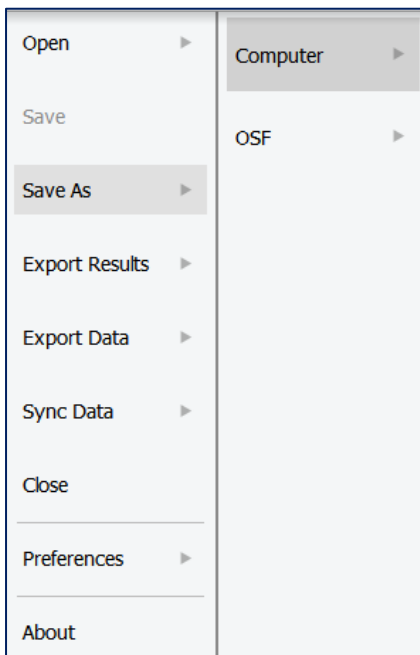 Open
Save
Save As
Export Results
Export Data
Sync Data
Close
Preferences
About
Computer
OSF